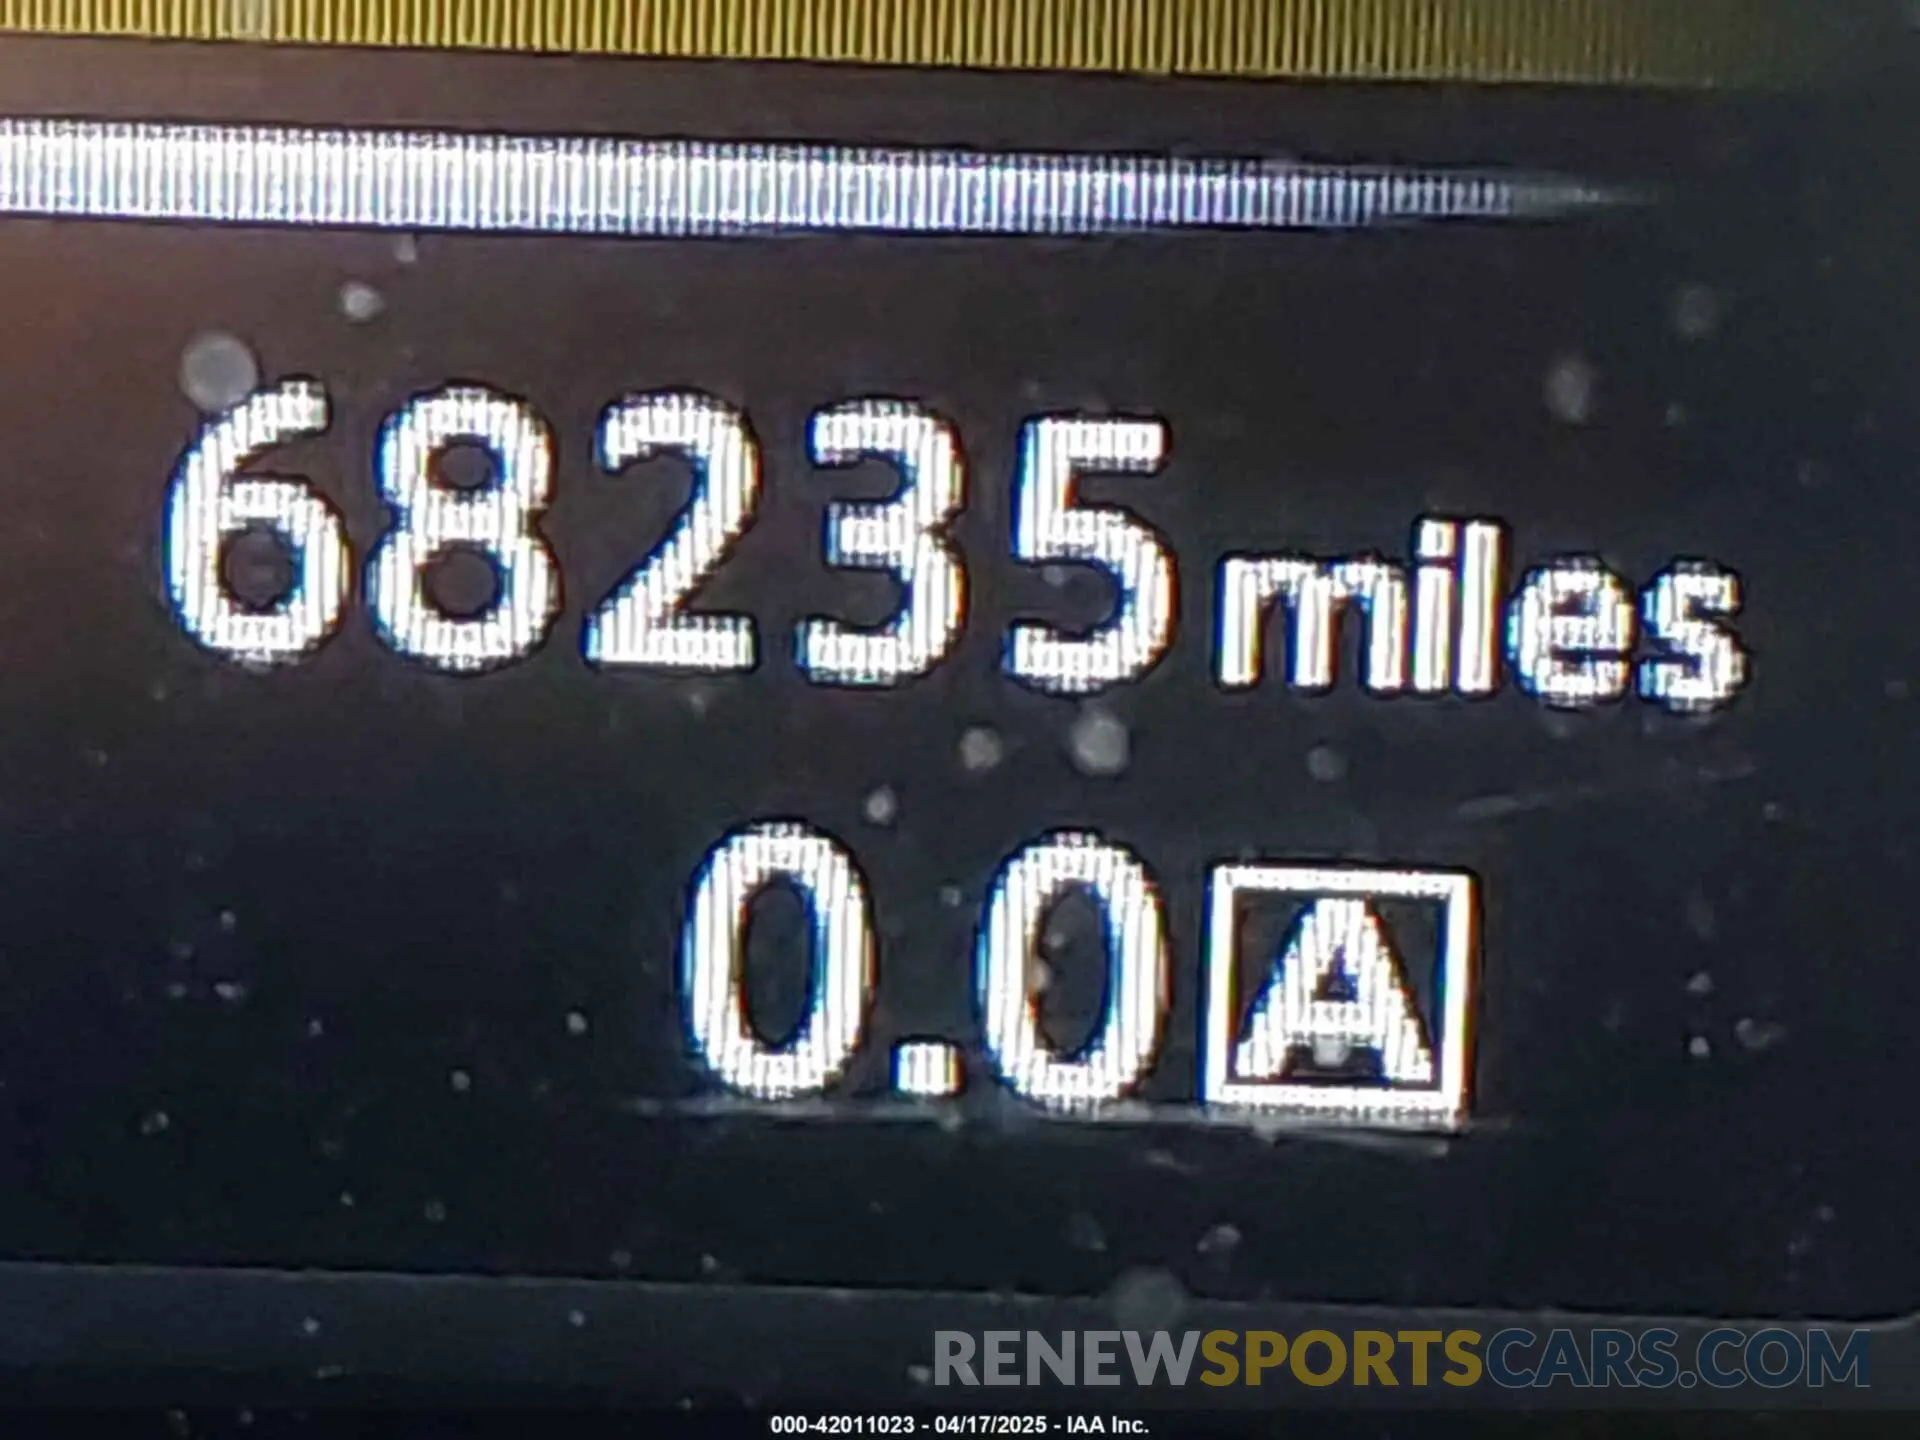 68235 miles
0.0 A
RENEWSPORTSCARS.COM
000-42011023 - 04/17/2025 - IAA Inc.